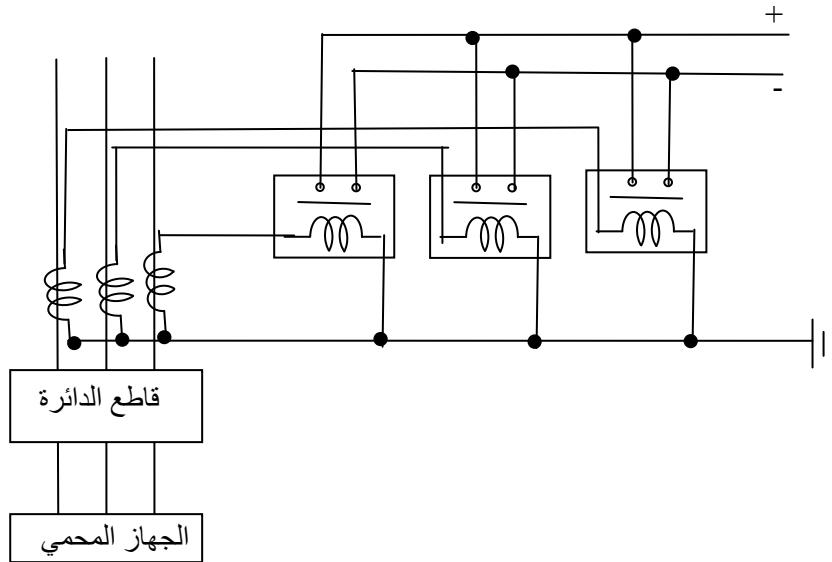 +
-
قاطع الدائرة
الجهاز المحمي